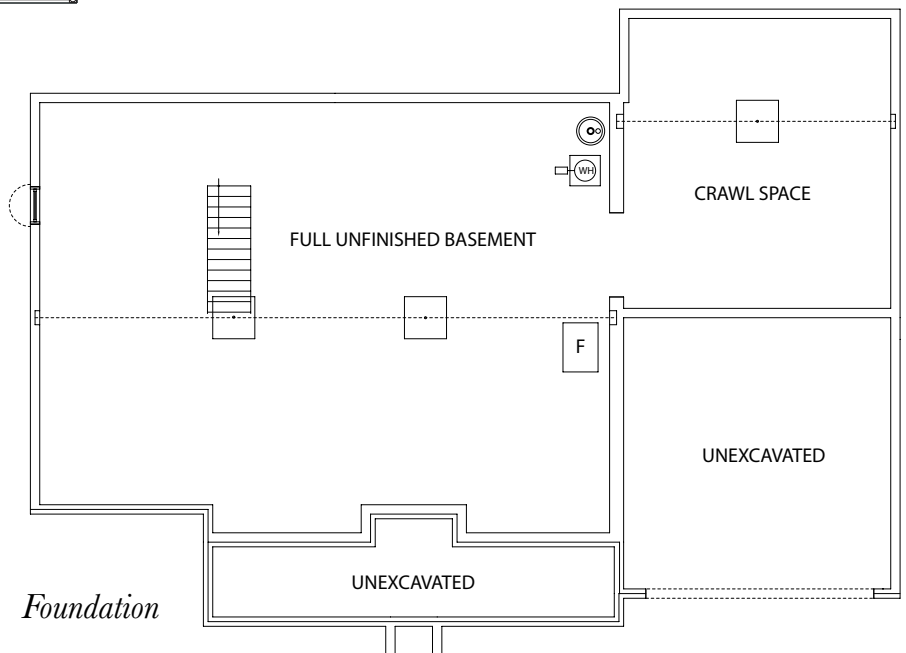 CRAWL SPACE
WH
FULL UNFINISHED BASEMENT
F
UNEXCAVATED
UNEXCAVATED
Foundation